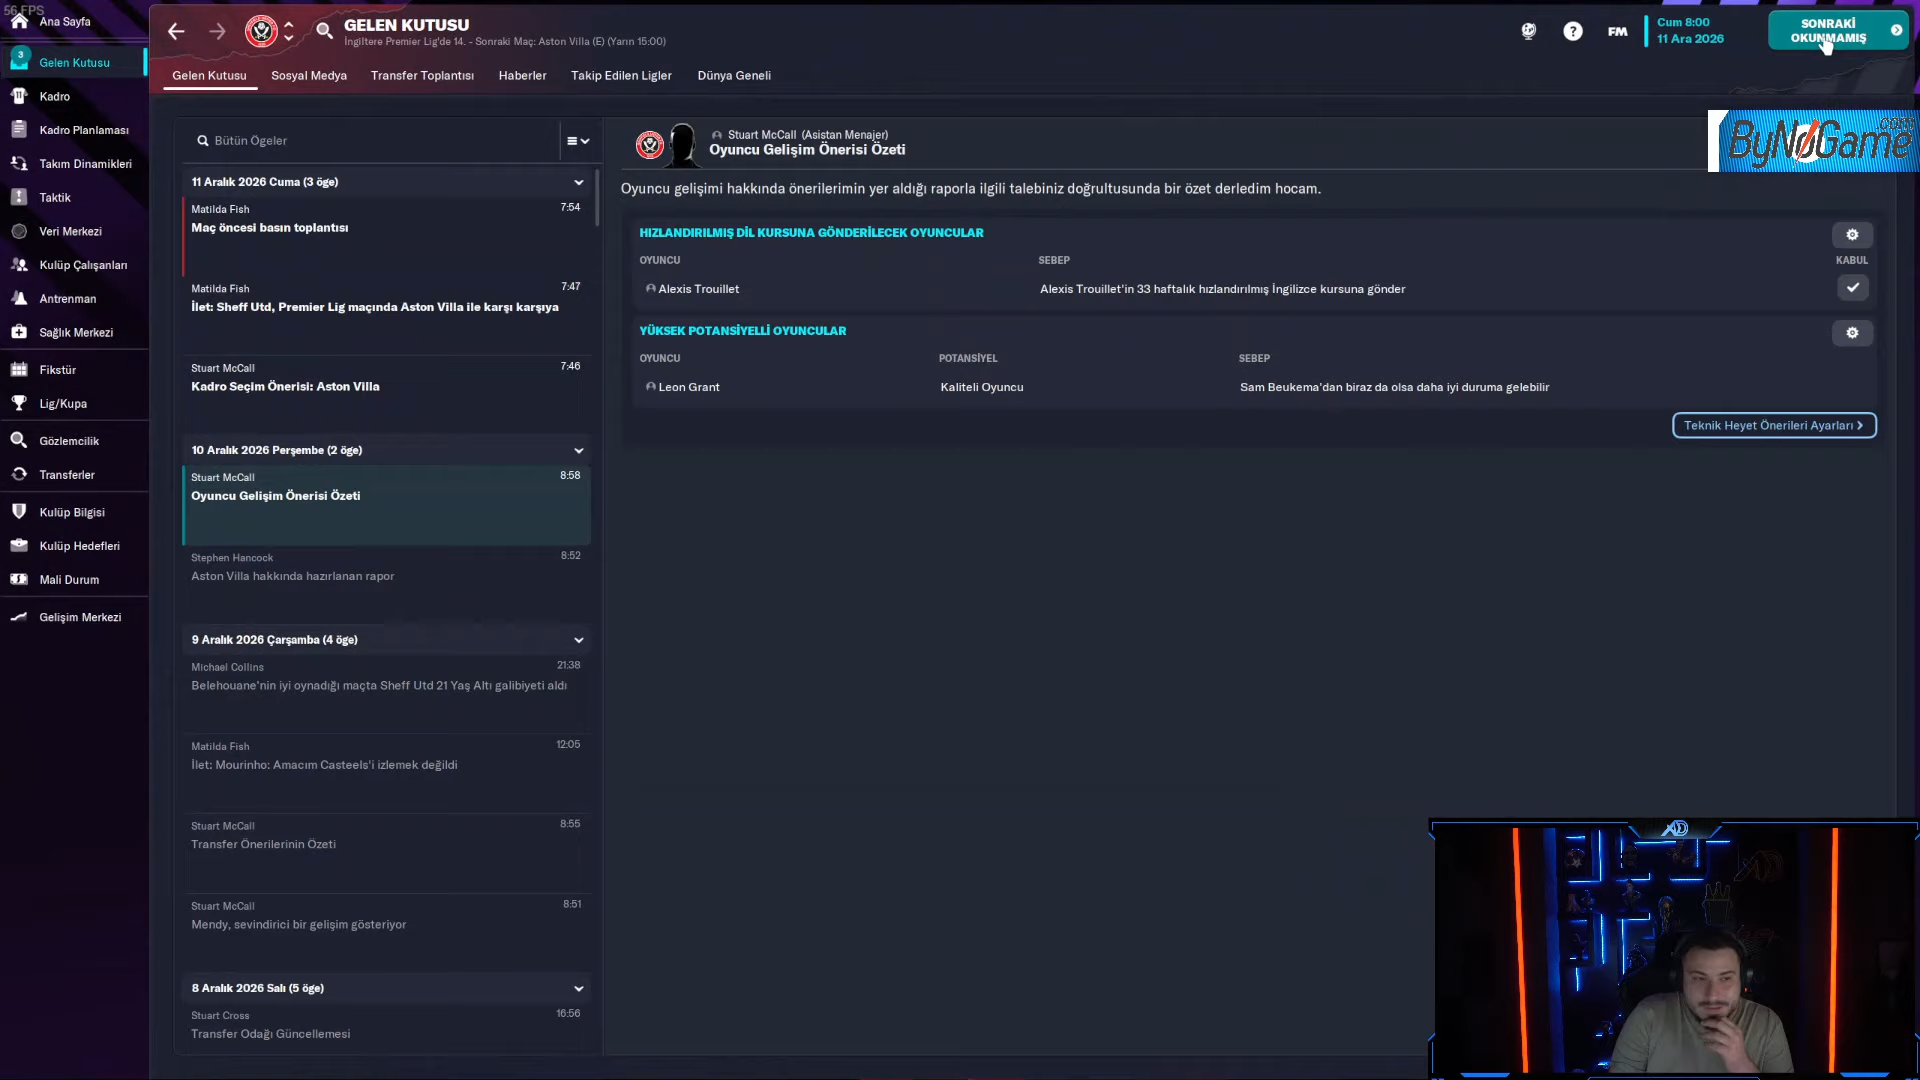 56 FPS
Ana Sayfa
3
Gelen Kutusu
Kadro
Kadro Planlaması
Takım Dinamikleri
Taktik
Veri Merkezi
Kulüp Çalışanları
Antrenman
Sağlık Merkezi
Fikstür
Lig/Kupa
Gözlemcilik
Transferler
Kulüp Bilgisi
Kulüp Hedefleri
Mali Durum
Gelişim Merkezi
GELEN KUTUSU
İngiltere Premier Lig'de 14. - Sonraki Maç: Aston Villa (E) (Yarın 15:00)
FM
Cum 8:00
11 Ara 2026
SONRAKİ
OKUNMAMIŞ
Gelen Kutusu Sosyal Medya Transfer Toplantısı Haberler Takip Edilen Ligler Dünya Geneli
ByNoGame.com
Bütün Ögeler
11 Aralık 2026 Cuma (3 öge)
Matilda Fish 7:54
Maç öncesi basın toplantısı
Matilda Fish 7:47
İlet: Sheff Utd, Premier Lig maçında Aston Villa ile karşı karşıya
Stuart McCall 7:46
Kadro Seçim Önerisi: Aston Villa
10 Aralık 2026 Perşembe (2 öge)
Stuart McCall 8:58
Oyuncu Gelişim Önerisi Özeti
Stephen Hancock 8:52
Aston Villa hakkında hazırlanan rapor
9 Aralık 2026 Çarşamba (4 öge)
Michael Collins 21:38
Belehouane'nin iyi oynadığı maçta Sheff Utd 21 Yaş Altı galibiyeti aldı
Matilda Fish 12:05
İlet: Mourinho: Amacım Casteels'i izlemek değildi
Stuart McCall 8:55
Transfer Önerilerinin Özeti
Stuart McCall 8:51
Mendy, sevindirici bir gelişim gösteriyor
8 Aralık 2026 Salı (5 öge)
Stuart Cross 16:56
Transfer Odağı Güncellemesi
Stuart McCall (Asistan Menajer)
Oyuncu Gelişim Önerisi Özeti
Oyuncu gelişimi hakkında önerilerimin yer aldığı raporla ilgili talebiniz doğrultusunda bir özet derledim hocam.
HIZLANDIRILMIŞ DİL KURSUNA GÖNDERİLECEK OYUNCULAR
OYUNCU SEBEP KABUL
Alexis Trouillet Alexis Trouillet'in 33 haftalık hızlandırılmış İngilizce kursuna gönder
YÜKSEK POTANSİYELLİ OYUNCULAR
OYUNCU POTANSİYEL SEBEP
Leon Grant Kaliteli Oyuncu Sam Beukema'dan biraz da olsa daha iyi duruma gelebilir
Teknik Heyet Önerileri Ayarları